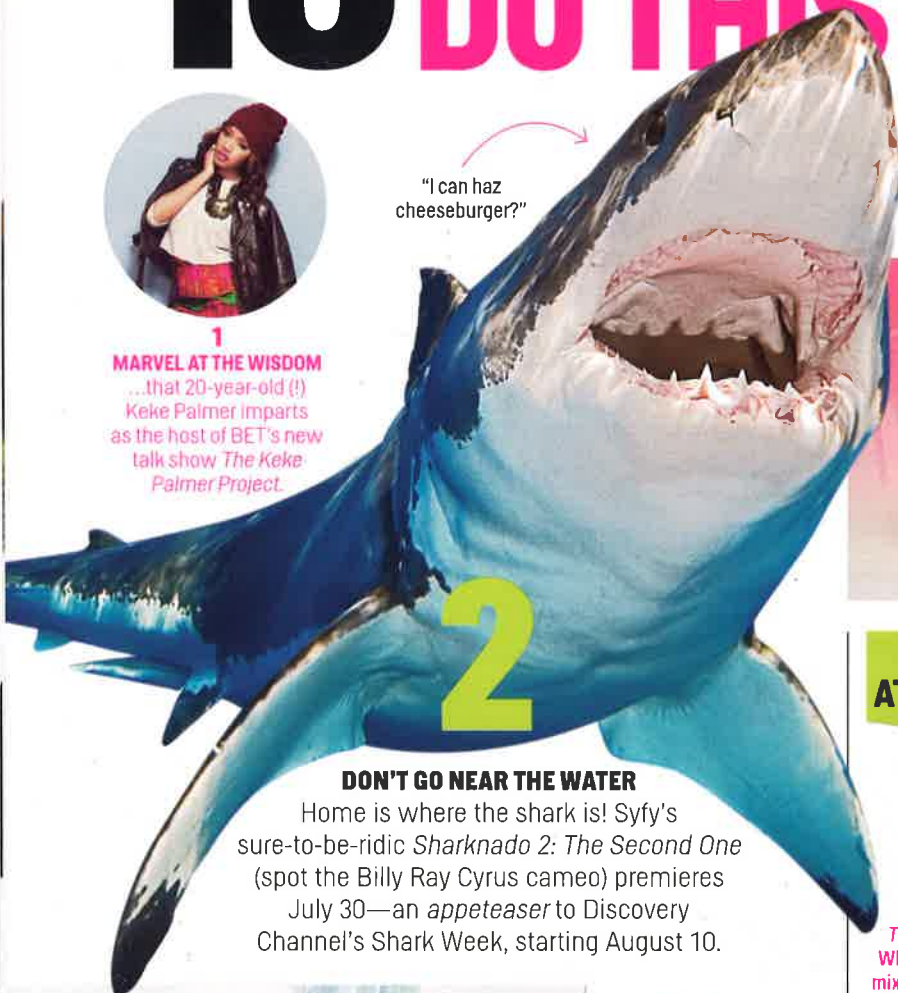 10 DO THIS
"I can haz
cheeseburger?"
1
MARVEL AT THE WISDOM
...that 20-year-old (!)
Keke Palmer imparts
as the host of BET's new
talk show The Keke
Palmer Project.
2
DON'T GO NEAR THE WATER
Home is where the shark is! Syfy's
sure-to-be-ridic Sharknado 2: The Second One
(spot the Billy Ray Cyrus cameo) premieres
July 30—an appeteaser to Discovery
Channel's Shark Week, starting August 10.